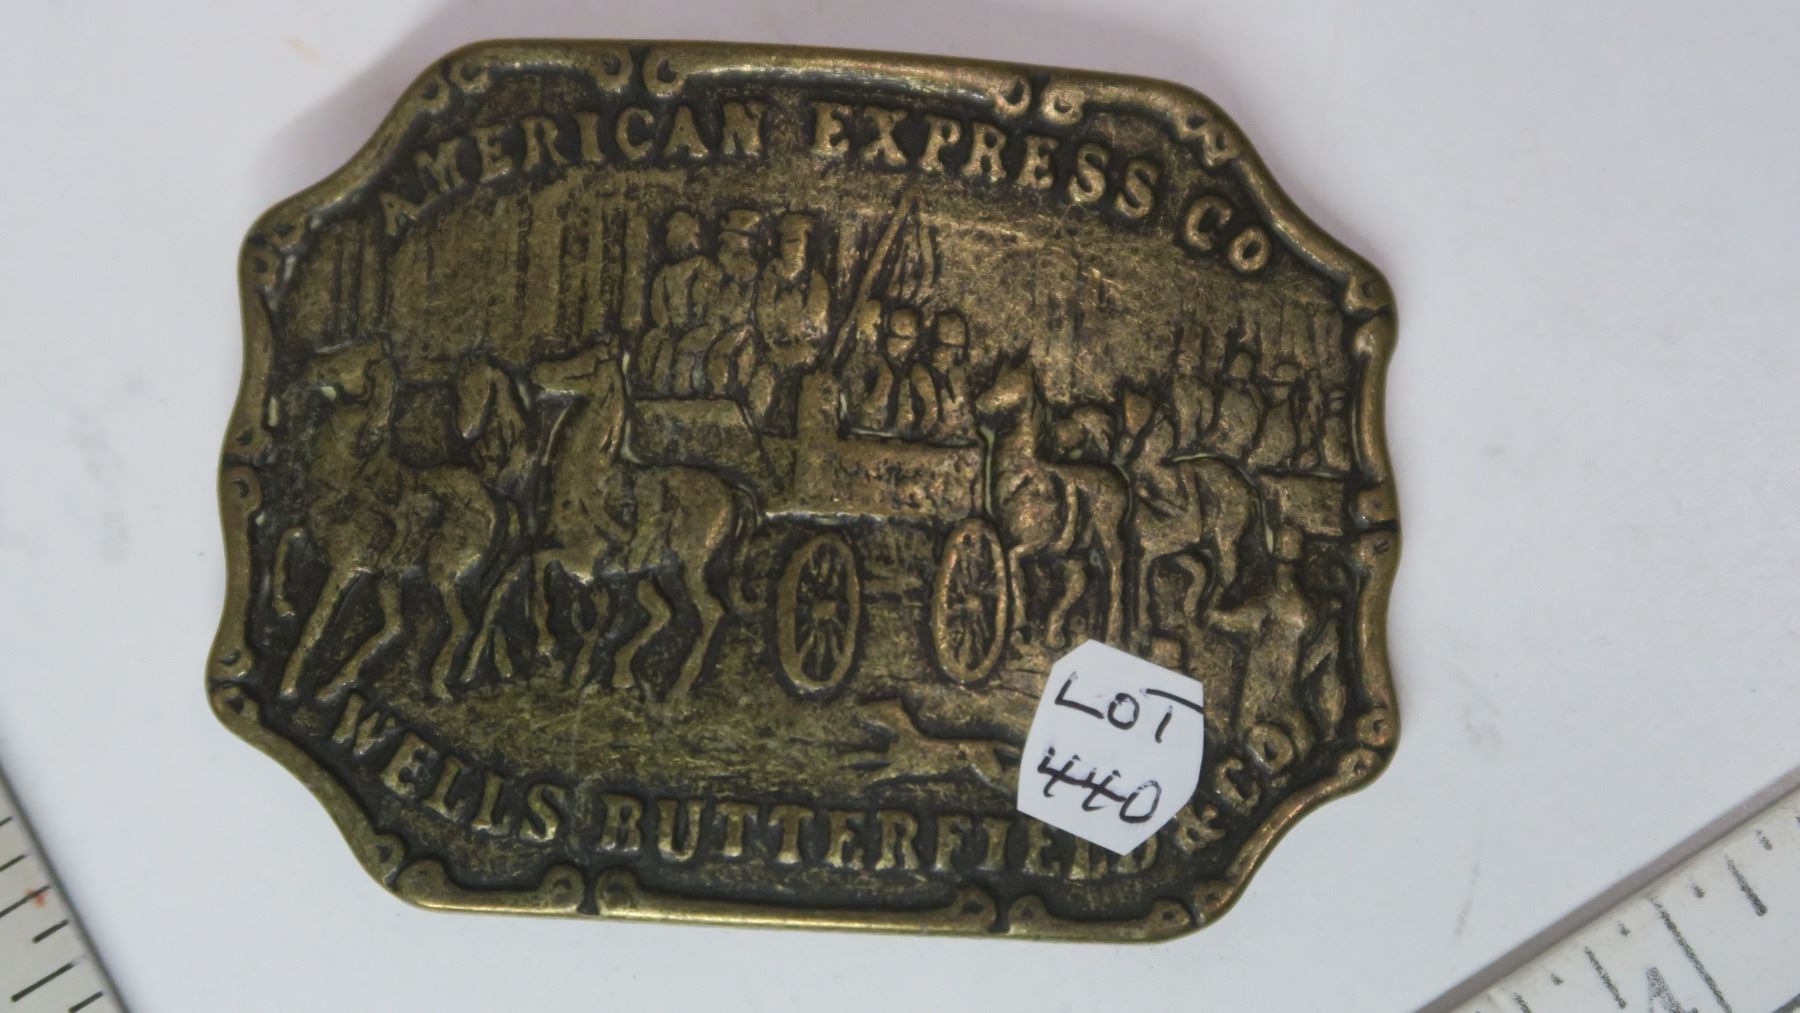 AMERICAN EXPRESS CO
WELLS BUTTERFIELD & CO
LOT
440